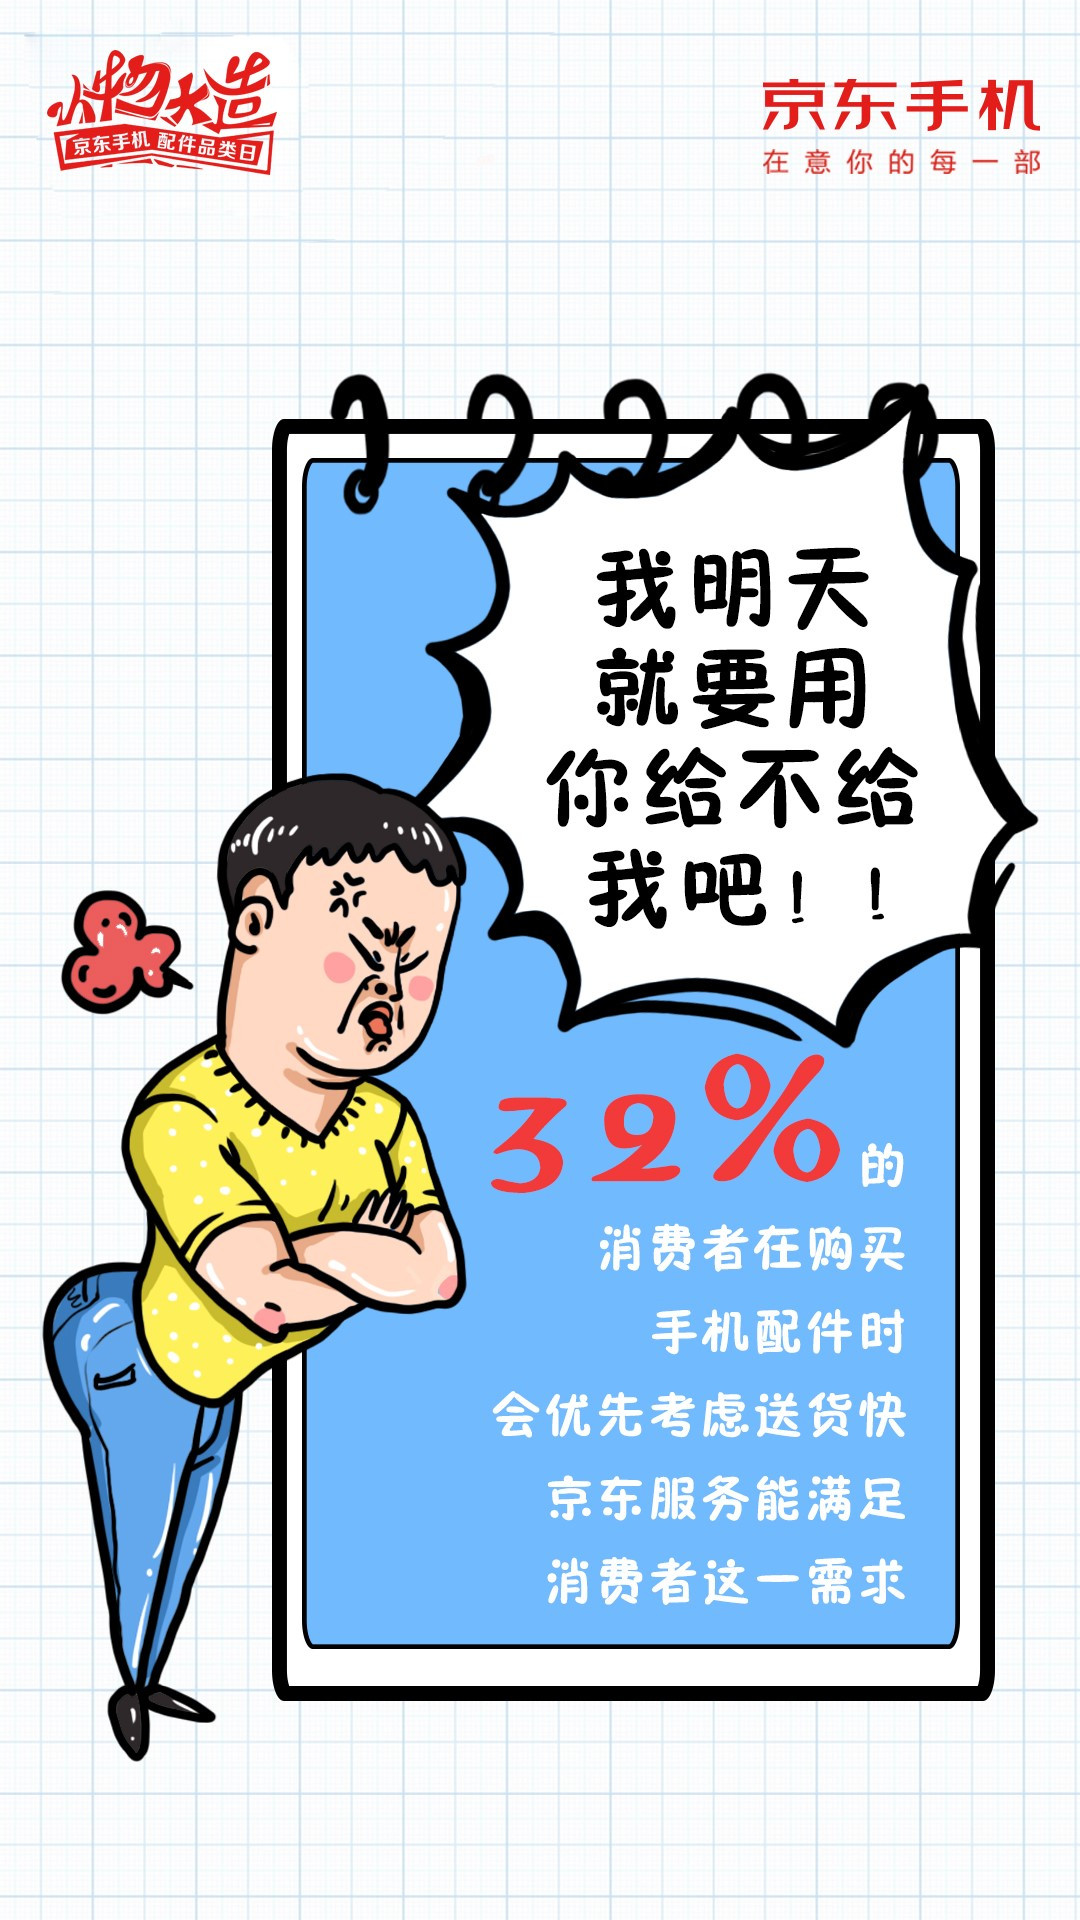 件物大造
京东手机 配件品类日
京东手机
在意你的每一部
我明天
就要用
你给不给
我吧！！
32%的
消费者在购买
手机配件时
会优先考虑送货快
京东服务能满足
消费者这一需求